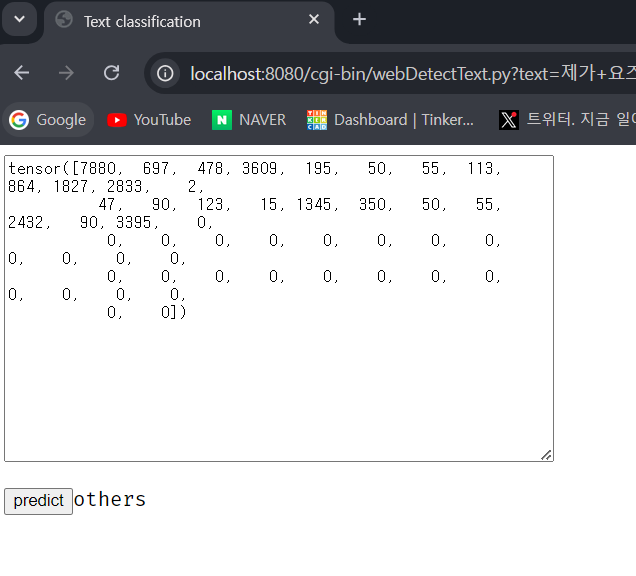 Text classification
localhost:8080/cgi-bin/webDetectText.py?text=제가+요즈
Google YouTube NAVER Dashboard | Tinker... 트위터. 지금 일어
tensor([7880, 697, 478, 3609, 195, 50, 55, 113,
864, 1827, 2833, 2,
47, 90, 123, 15, 1345, 350, 50, 55,
2432, 90, 3395, 0,
0, 0, 0, 0, 0, 0, 0, 0,
0, 0, 0, 0,
0, 0, 0, 0, 0, 0, 0, 0,
0, 0, 0, 0,
0, 0])
predict others